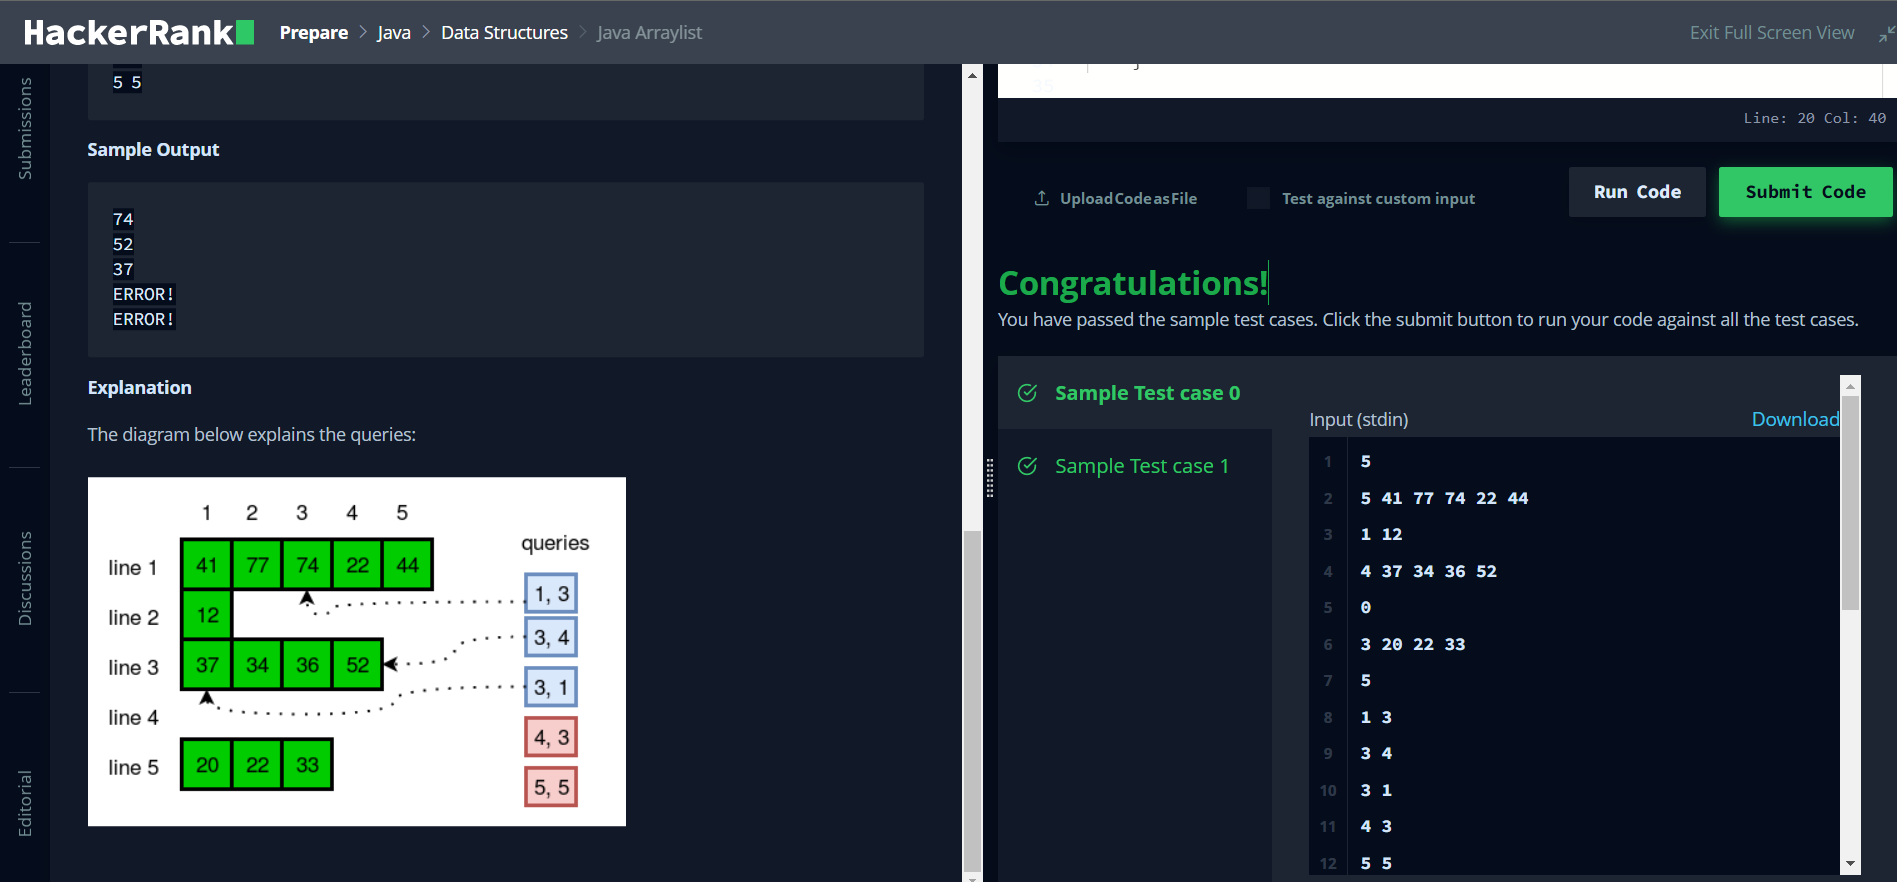 HackerRank
Prepare > Java > Data Structures > Java Arraylist
Exit Full Screen View
Submissions
Leaderboard
Discussions
Editorial
5 5
Sample Output
74
52
37
ERROR!
ERROR!
Explanation
The diagram below explains the queries:
1 2 3 4 5
queries
line 1 41 77 74 22 44
1, 3
line 2 12
3, 4
line 3 37 34 36 52
3, 1
line 4
4, 3
line 5 20 22 33
5, 5
35
Line: 20 Col: 40
Upload Code as File
Test against custom input
Run Code
Submit Code
Congratulations!
You have passed the sample test cases. Click the submit button to run your code against all the test cases.
Sample Test case 0
Sample Test case 1
Input (stdin)
Download
1 5
2 5 41 77 74 22 44
3 1 12
4 4 37 34 36 52
5 0
6 3 20 22 33
7 5
8 1 3
9 3 4
10 3 1
11 4 3
12 5 5